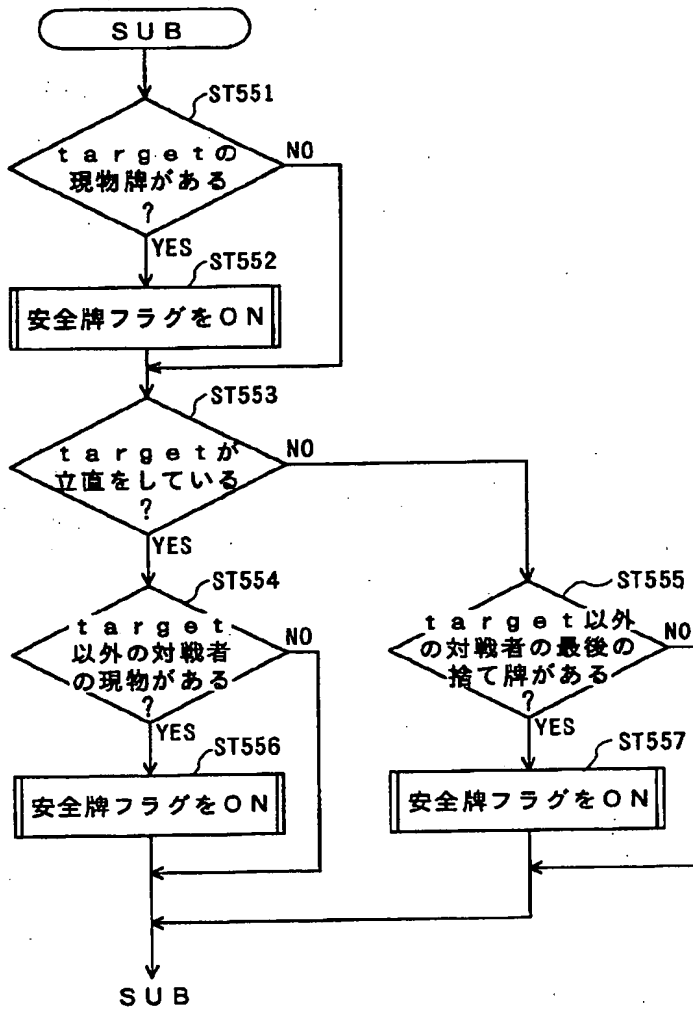 SUB
ST551
targetの
現物牌がある
?
NO
YES
ST552
安全牌フラグをON
ST553
targetが
立直をしている
?
NO
YES
ST554
target
以外の対戦者
の現物がある
?
NO
YES
ST555
target以外
の対戦者の最後の
捨て牌がある
?
NO
YES
ST556
安全牌フラグをON
ST557
安全牌フラグをON
SUB